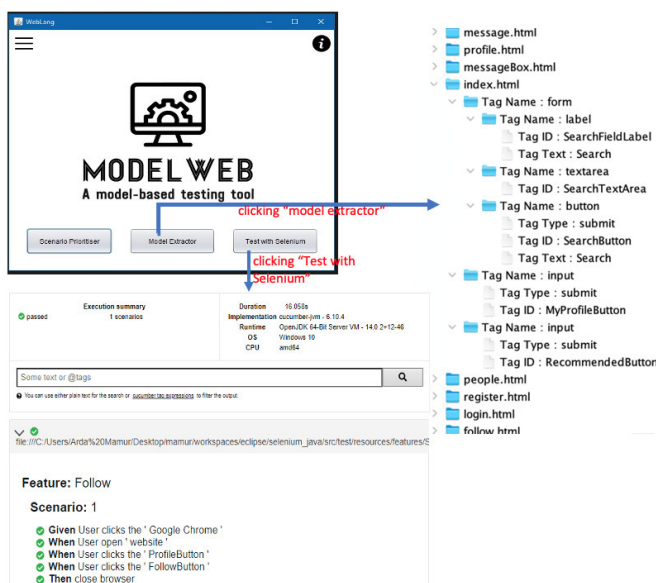 WebLang
i
MODELWEB
A model-based testing tool
clicking "model extractor"
Scenario Prioritiser
Model Extractor
Test with Selenium
clicking "Test with
Selenium"
message.html
profile.html
messageBox.html
index.html
Tag Name : form
Tag Name : label
Tag ID : SearchFieldLabel
Tag Text : Search
Tag Name : textarea
Tag ID : SearchTextArea
Tag Name : button
Tag Type : submit
Tag ID : SearchButton
Tag Text : Search
Tag Name : input
Tag Type : submit
Tag ID : MyProfileButton
Tag Name : input
Tag Type : submit
Tag ID : RecommendedButton
people.html
register.html
login.html
follow.html
Execution summary
passed 1 scenarios
Duration 16.058s
Implementation cucumber-jvm - 6.10.4
Runtime OpenJDK 64-Bit Server VM - 14.0.2+12-46
OS Windows 10
CPU amd64
Some text or @tags
You can use either plain text for the search or cucumber tag expressions to filter the output.
file:///C:/Users/Arda%20Mamur/Desktop/mamur/workspaces/eclipse/selenium_java/src/test/resources/features/S
Feature: Follow
Scenario: 1
Given User clicks the ' Google Chrome '
When User open ' website '
When User clicks the ' ProfileButton '
When User clicks the ' FollowButton '
Then close browser